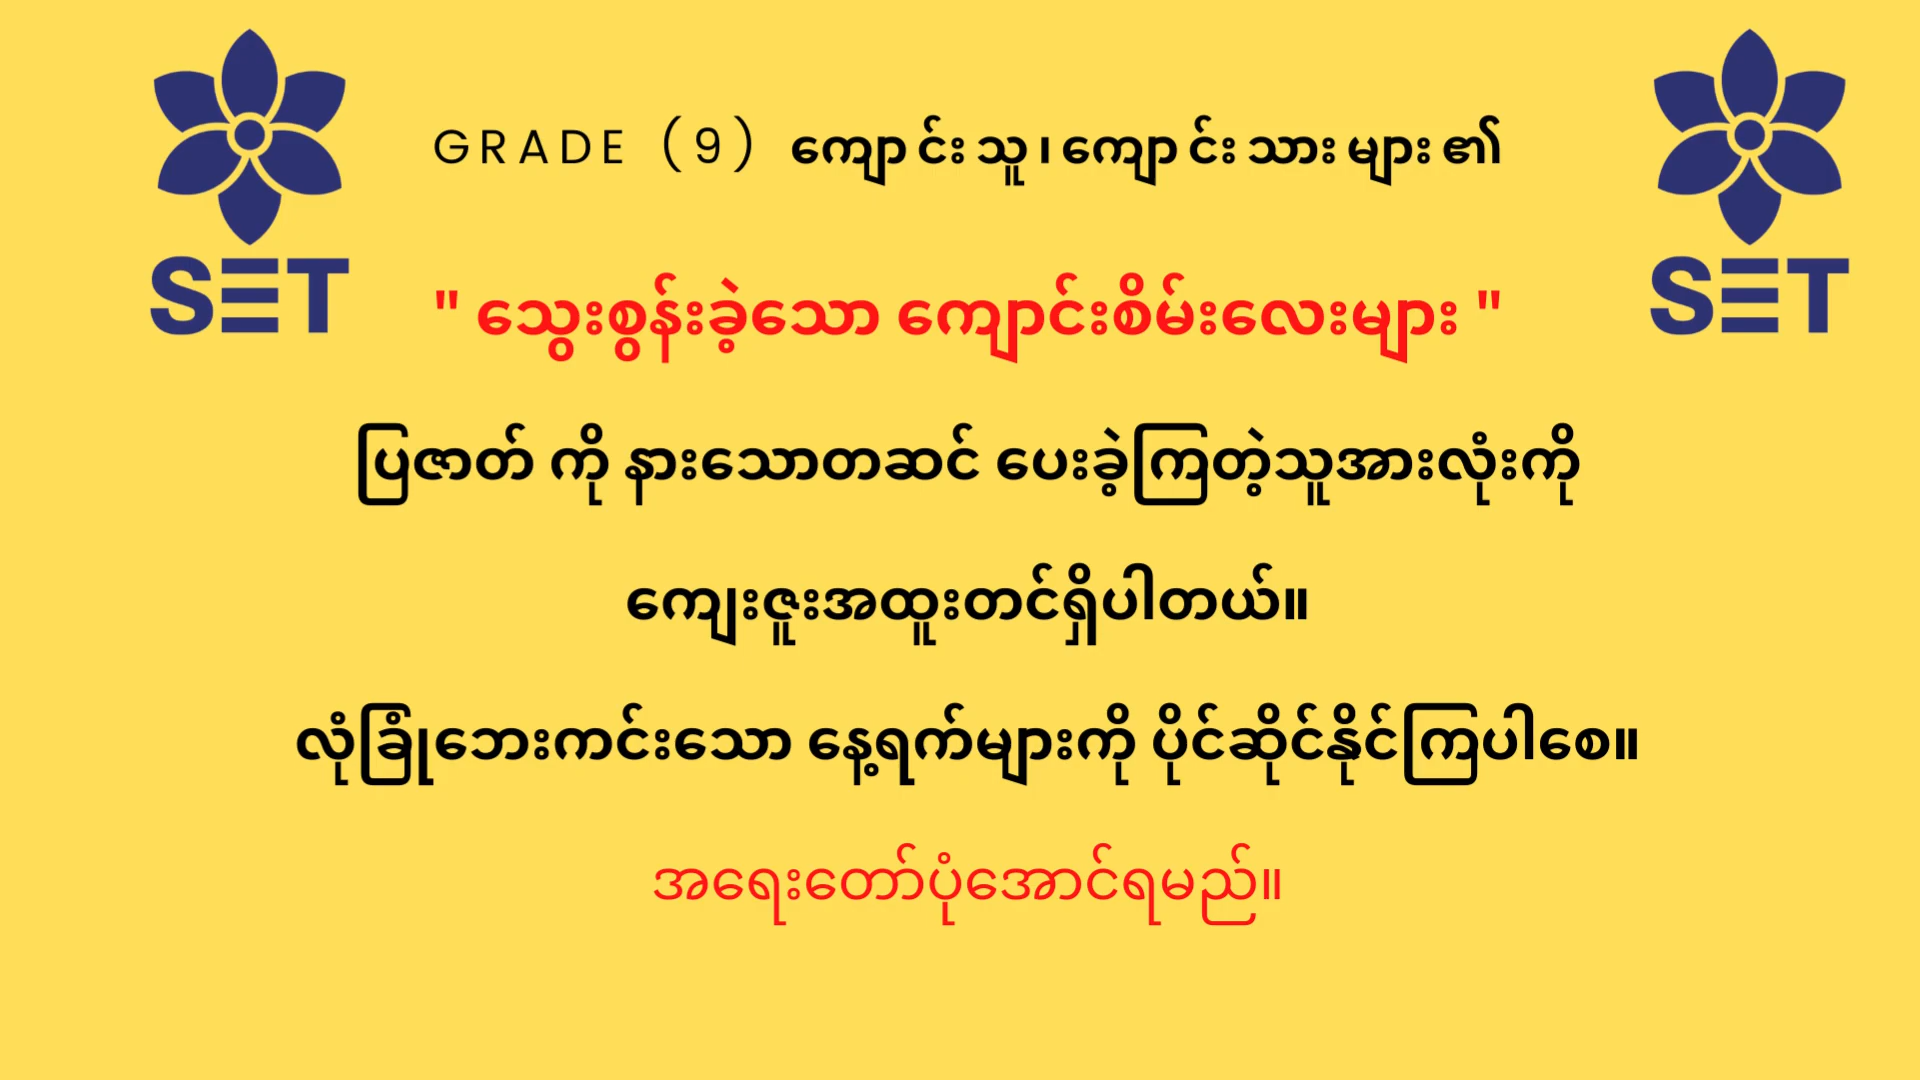 GRADE (9) ကျောင်းသူ၊ကျောင်းသားများ၏
SET
SET
" သွေးစွန်းခဲ့သော ကျောင်းစိမ်းလေးများ "
ပြဇာတ် ကို နားသောတဆင် ပေးခဲ့ကြတဲ့သူအားလုံးကို
ကျေးဇူးအထူးတင်ရှိပါတယ်။
လုံခြုံဘေးကင်းသော နေ့ရက်များကို ပိုင်ဆိုင်နိုင်ကြပါစေ။
အရေးတော်ပုံအောင်ရမည်။